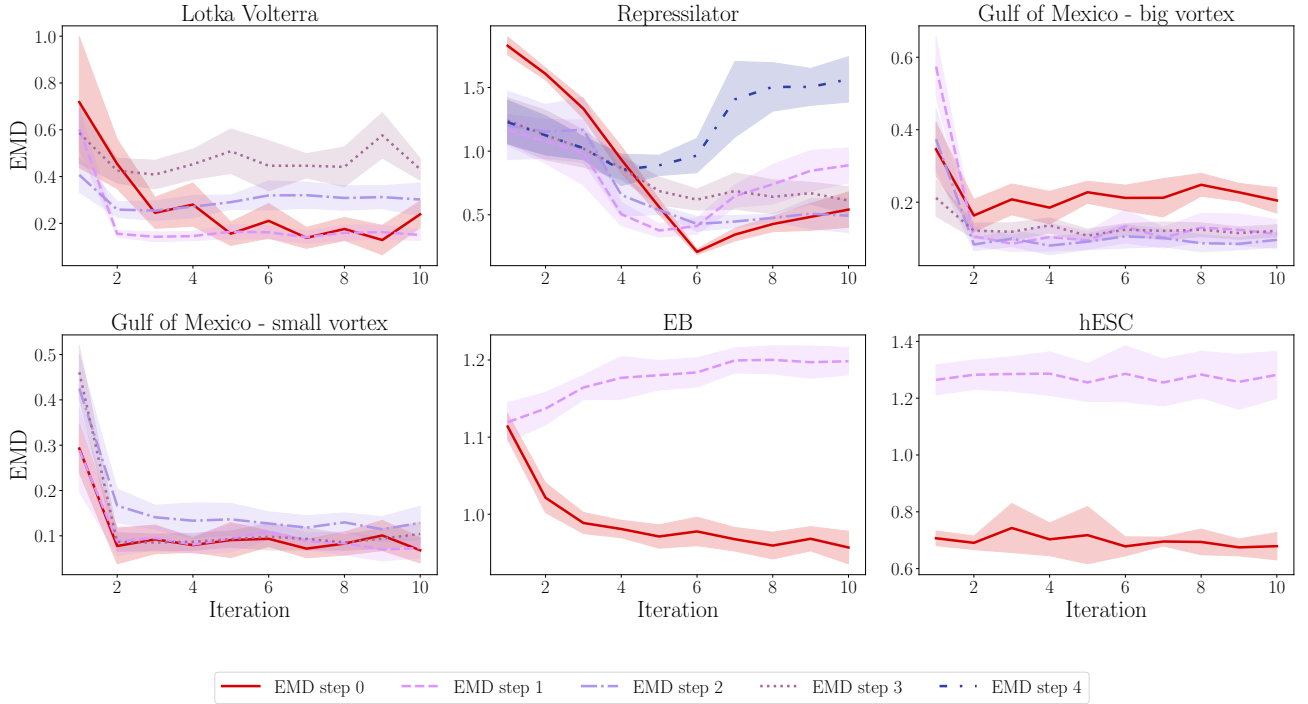 Lotka Volterra
Repressilator
Gulf of Mexico - big vortex
EMD
1.0
0.8
0.6
0.4
0.2
2 4 6 8 10
1.5
1.0
0.5
2 4 6 8 10
0.6
0.4
0.2
2 4 6 8 10
Gulf of Mexico - small vortex
EB
hESC
EMD
0.5
0.4
0.3
0.2
0.1
2 4 6 8 10
Iteration
1.2
1.1
1.0
2 4 6 8 10
Iteration
1.4
1.2
1.0
0.8
0.6
2 4 6 8 10
Iteration
EMD step 0 EMD step 1 EMD step 2 EMD step 3 EMD step 4